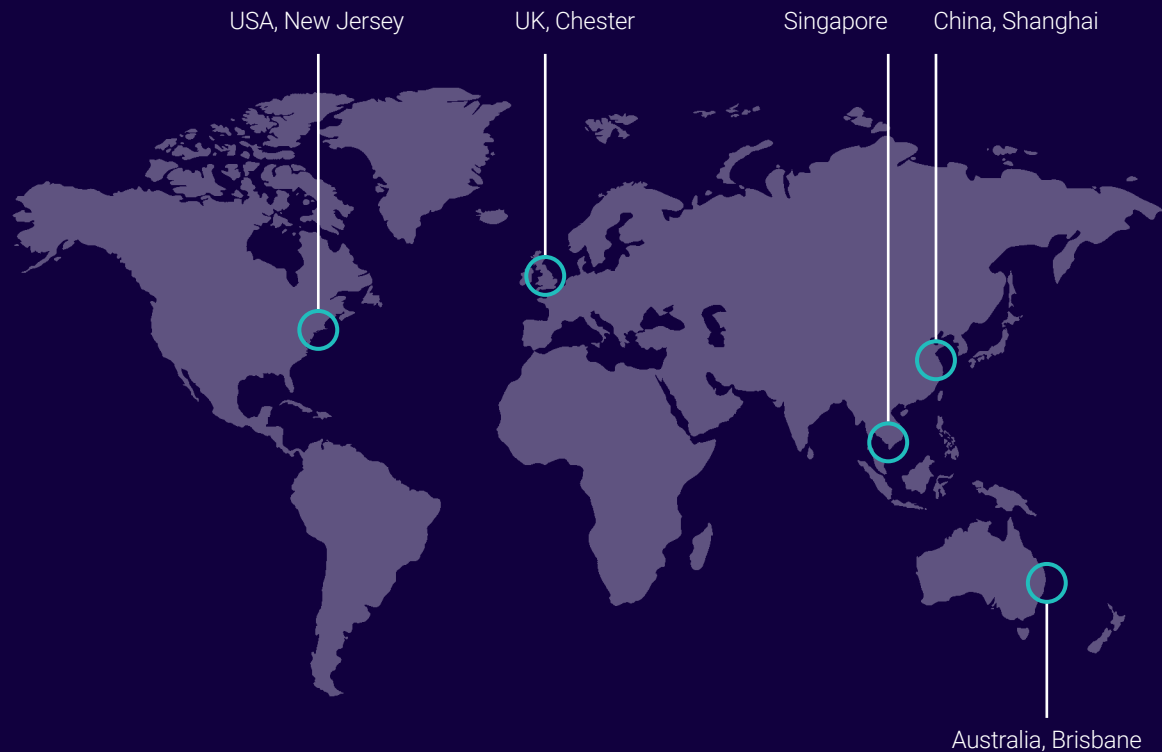 USA, New Jersey
UK, Chester
Singapore
China, Shanghai
Australia, Brisbane